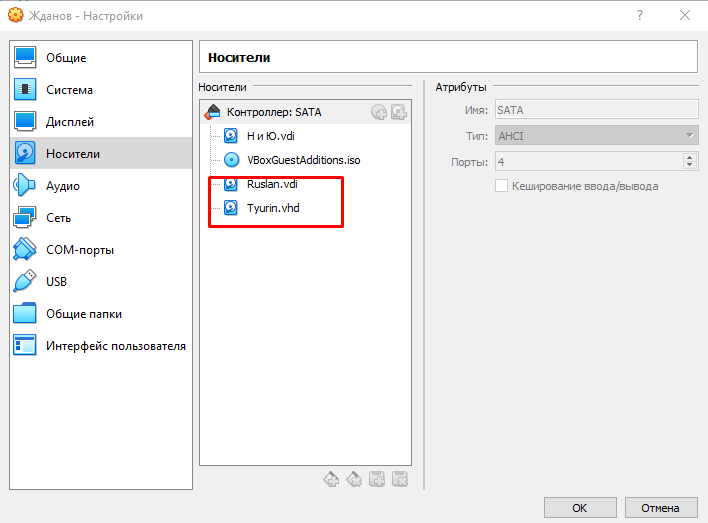 Жданов - Настройки
Общие
Система
Дисплей
Носители
Аудио
Сеть
COM-порты
USB
Общие папки
Интерфейс пользователя
Носители
Носители
Контроллер: SATA
Н и Ю.vdi
VBoxGuestAdditions.iso
Ruslan.vdi
Tyurin.vhd
Атрибуты
Имя: SATA
Тип: AHCI
Порты: 4
Кеширование ввода/вывода
OK Отмена